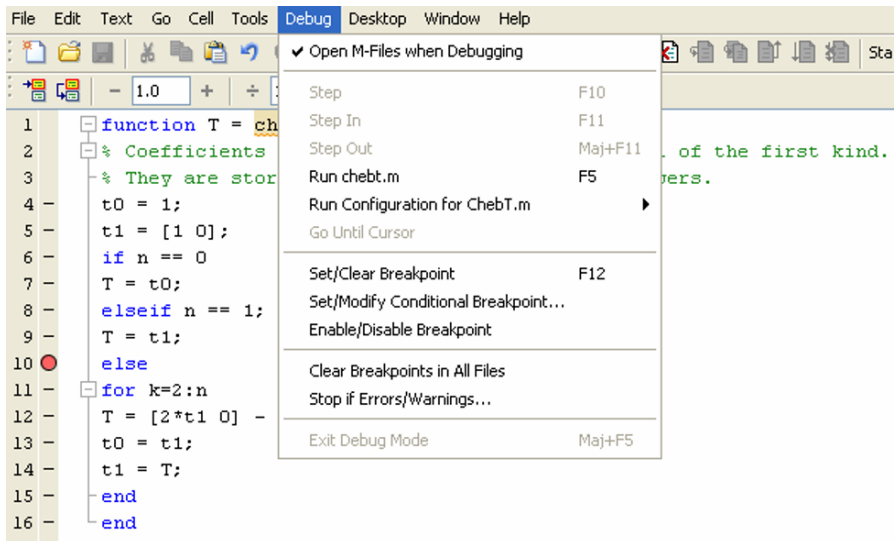 File Edit Text Go Cell Tools Debug Desktop Window Help
Open M-Files when Debugging
Sta
- 1.0 + ÷
Step F10
Step In F11
Step Out Maj+F11
Run chebt.m F5
Run Configuration for ChebT.m
Go Until Cursor
Set/Clear Breakpoint F12
Set/Modify Conditional Breakpoint...
Enable/Disable Breakpoint
Clear Breakpoints in All Files
Stop if Errors/Warnings...
Exit Debug Mode Maj+F5
1 function T = ch
2 % Coefficients l of the first kind.
3 % They are stor wers.
4 - t0 = 1;
5 - t1 = [1 0];
6 - if n == 0
7 - T = t0;
8 - elseif n == 1;
9 - T = t1;
10 else
11 - for k=2:n
12 - T = [2*t1 0] -
13 - t0 = t1;
14 - t1 = T;
15 - end
16 - end